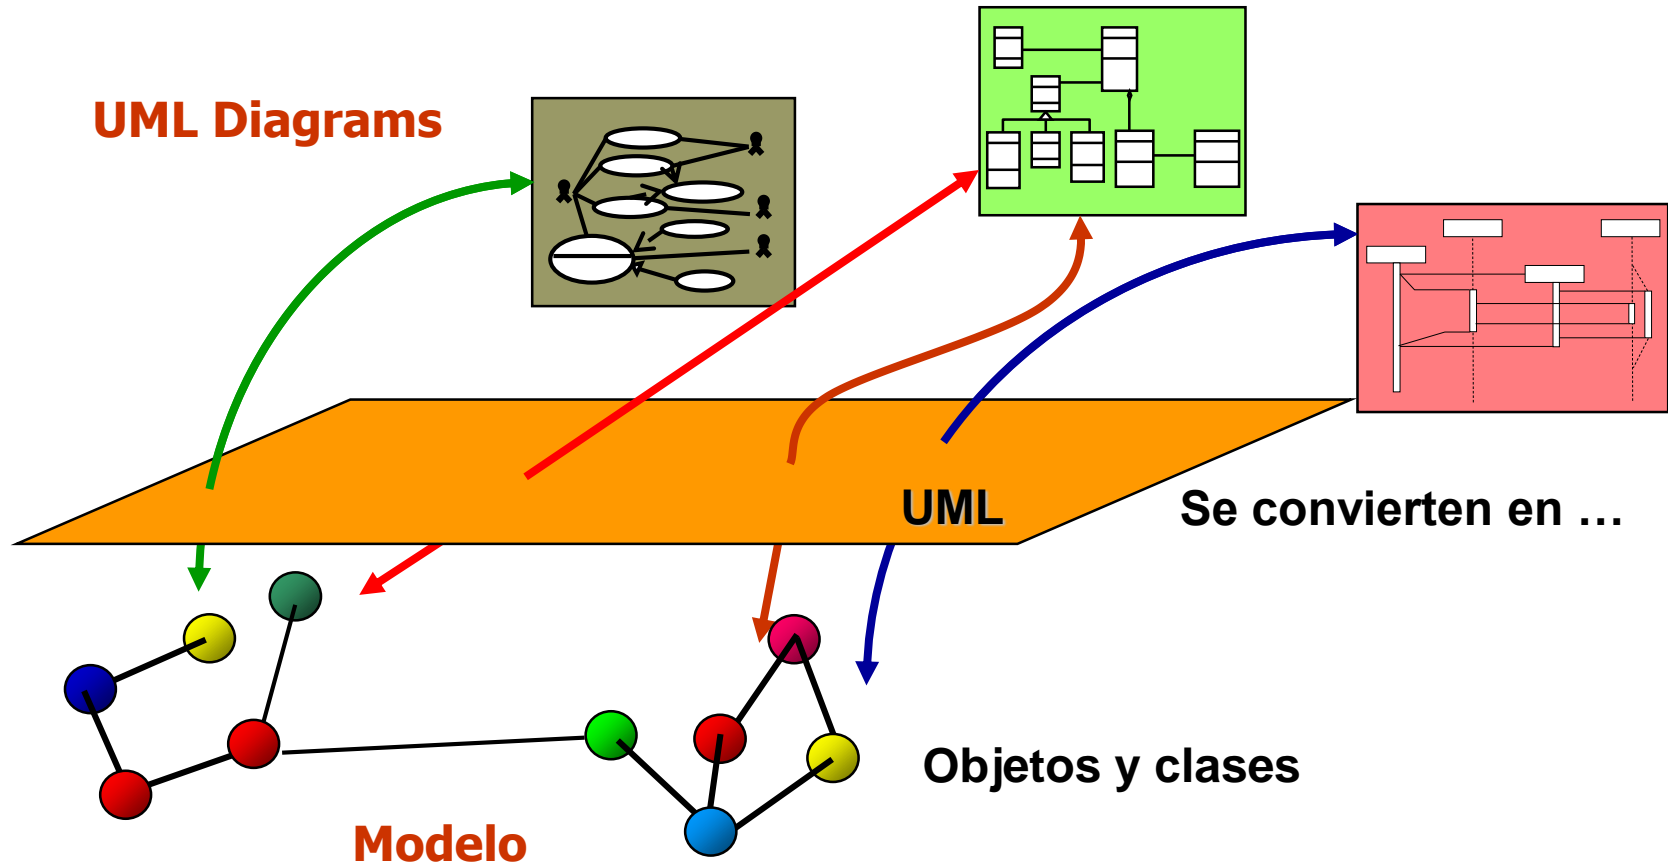 UML Diagrams
UML
Se convierten en …
Objetos y clases
Modelo